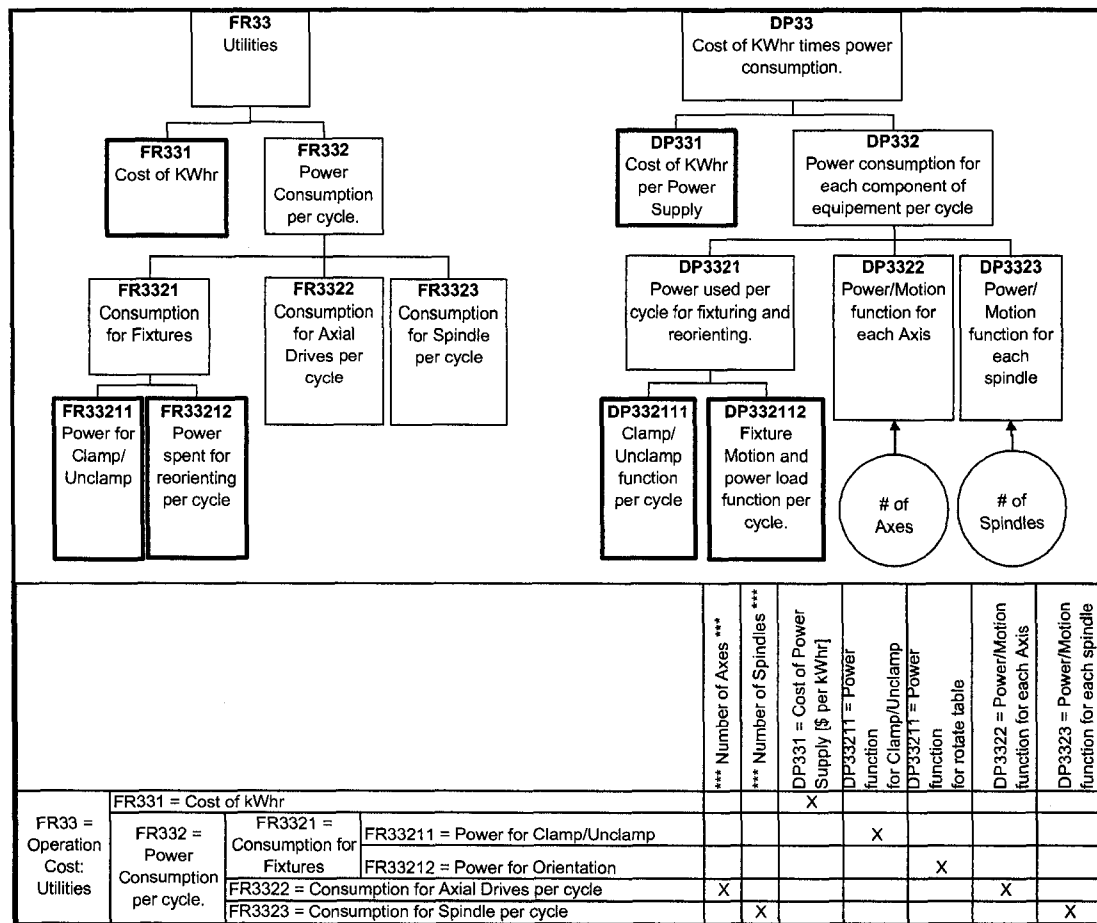 FR33
Utilities
FR331
Cost of KWhr
FR332
Power
Consumption
per cycle.
FR3321
Consumption
for Fixtures
FR3322
Consumption
for Axial
Drives per
cycle
FR3323
Consumption
for Spindle
per cycle
FR33211
Power for
Clamp/
Unclamp
FR33212
Power
spent for
reorienting
per cycle
DP33
Cost of KWhr times power
consumption.
DP331
Cost of KWhr
per Power
Supply
DP332
Power consumption for
each component of
equipement per cycle
DP3321
Power used per
cycle for fixturing and
reorienting.
DP3322
Power/Motion
function for
each Axis
DP3323
Power/
Motion
function for
each
spindle
DP332111
Clamp/
Unclamp
function
per cycle
DP332112
Fixture
Motion and
power load
function per
cycle.
# of
Axes
# of
Spindles
*** Number of Axes ***
*** Number of Spindles ***
DP331 = Cost of Power
Supply [$ per kWhr]
DP33211 = Power
function
for Clamp/Unclamp
DP33211 = Power
function
for rotate table
DP3322 = Power/Motion
function for each Axis
DP3323 = Power/Motion
function for each spindle
FR33 =
Operation
Cost:
Utilities
FR331 = Cost of kWhr
X
FR332 =
Power
Consumption
per cycle.
FR3321 =
Consumption for
Fixtures
FR33211 = Power for Clamp/Unclamp
X
FR33212 = Power for Orientation
X
FR3322 = Consumption for Axial Drives per cycle
X X
FR3323 = Consumption for Spindle per cycle
X X